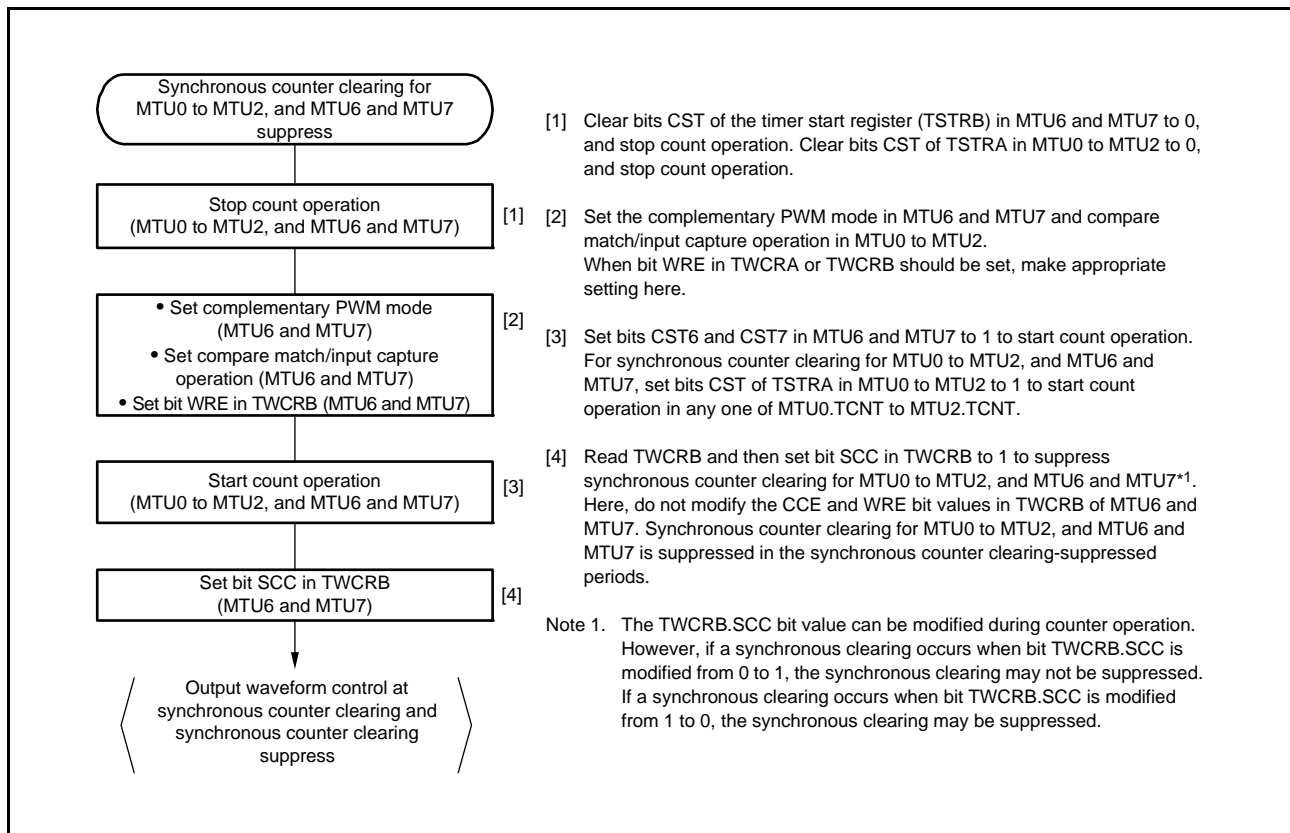 Synchronous counter clearing for
MTU0 to MTU2, and MTU6 and MTU7
suppress
Stop count operation
(MTU0 to MTU2, and MTU6 and MTU7)
[1]
• Set complementary PWM mode
(MTU6 and MTU7)
• Set compare match/input capture
operation (MTU6 and MTU7)
• Set bit WRE in TWCRB (MTU6 and MTU7)
[2]
Start count operation
(MTU0 to MTU2, and MTU6 and MTU7)
[3]
Set bit SCC in TWCRB
(MTU6 and MTU7)
[4]
Output waveform control at
synchronous counter clearing and
synchronous counter clearing
suppress
[1] Clear bits CST of the timer start register (TSTRB) in MTU6 and MTU7 to 0,
and stop count operation. Clear bits CST of TSTRA in MTU0 to MTU2 to 0,
and stop count operation.
[2] Set the complementary PWM mode in MTU6 and MTU7 and compare
match/input capture operation in MTU0 to MTU2.
When bit WRE in TWCRA or TWCRB should be set, make appropriate
setting here.
[3] Set bits CST6 and CST7 in MTU6 and MTU7 to 1 to start count operation.
For synchronous counter clearing for MTU0 to MTU2, and MTU6 and
MTU7, set bits CST of TSTRA in MTU0 to MTU2 to 1 to start count
operation in any one of MTU0.TCNT to MTU2.TCNT.
[4] Read TWCRB and then set bit SCC in TWCRB to 1 to suppress
synchronous counter clearing for MTU0 to MTU2, and MTU6 and MTU7*1.
Here, do not modify the CCE and WRE bit values in TWCRB of MTU6 and
MTU7. Synchronous counter clearing for MTU0 to MTU2, and MTU6 and
MTU7 is suppressed in the synchronous counter clearing-suppressed
periods.
Note 1. The TWCRB.SCC bit value can be modified during counter operation.
However, if a synchronous clearing occurs when bit TWCRB.SCC is
modified from 0 to 1, the synchronous clearing may not be suppressed.
If a synchronous clearing occurs when bit TWCRB.SCC is modified
from 1 to 0, the synchronous clearing may be suppressed.